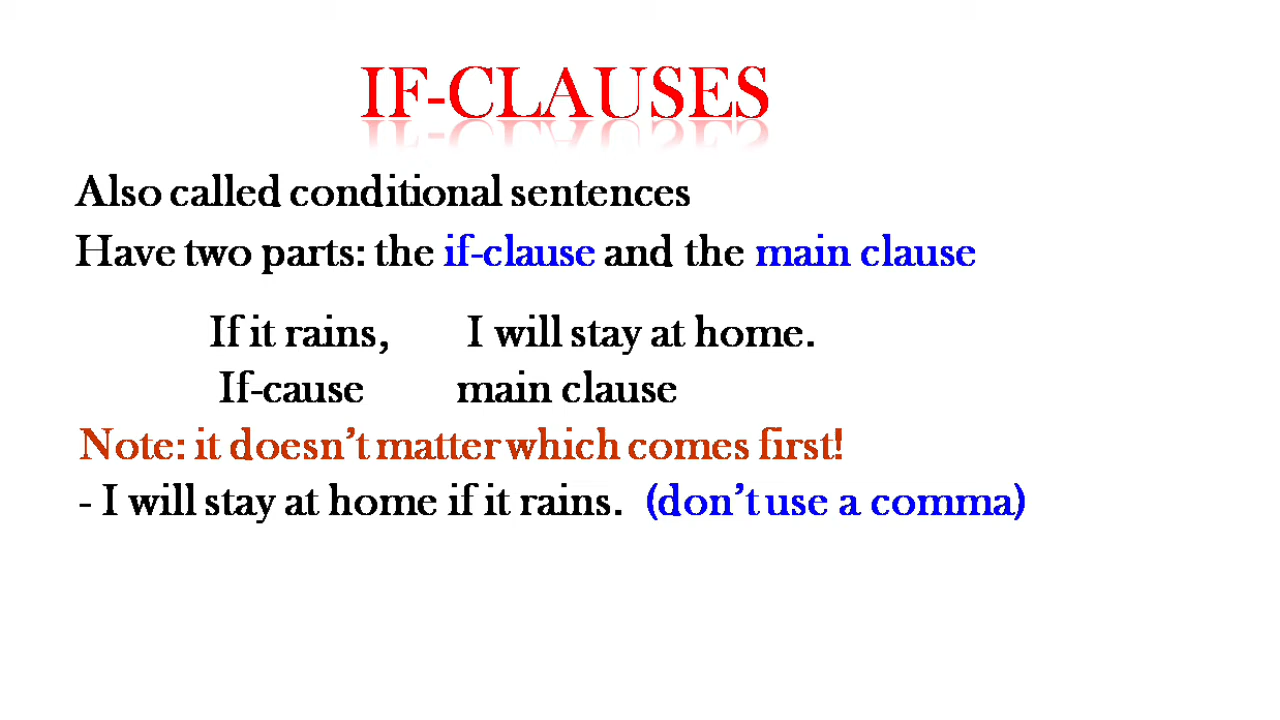 IF-CLAUSES
Also called conditional sentences
Have two parts: the if-clause and the main clause
If it rains, I will stay at home.
If-cause main clause
Note: it doesn’t matter which comes first!
- I will stay at home if it rains. (don’t use a comma)